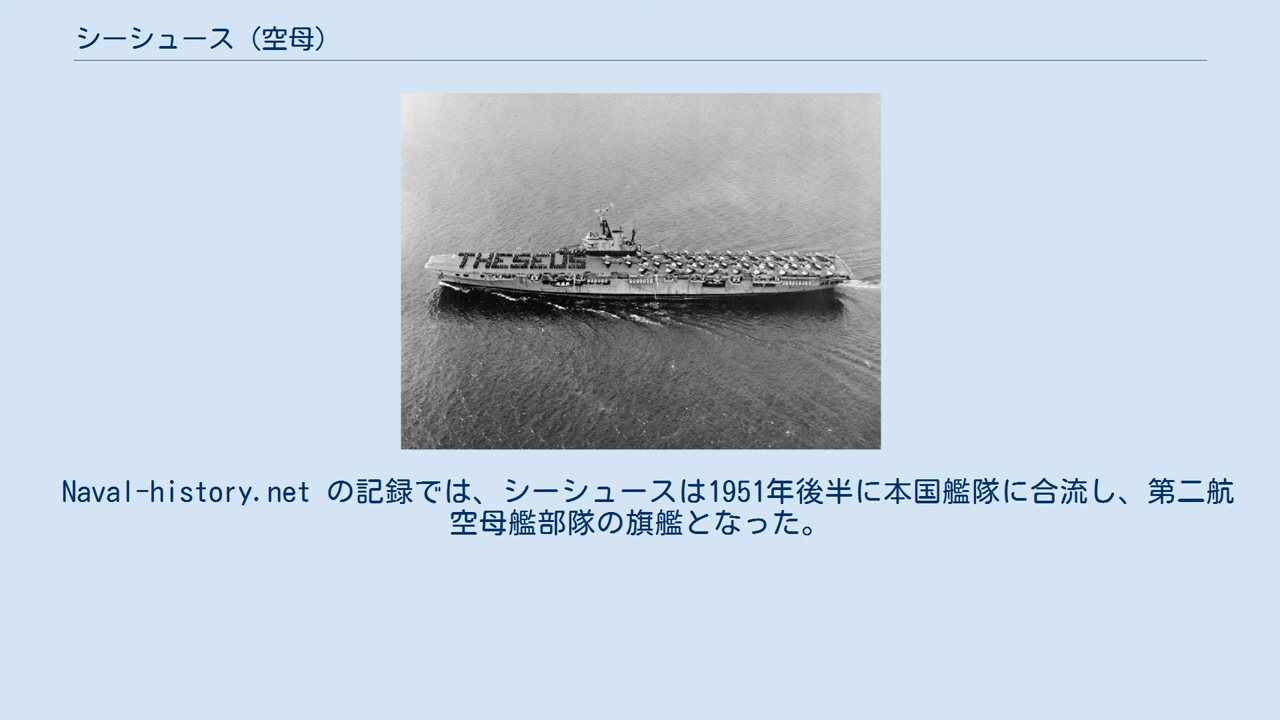 シーシュース（空母）
THESEUS
Naval-history.net の記録では、シーシュースは1951年後半に本国艦隊に合流し、第二航
空母艦部隊の旗艦となった。